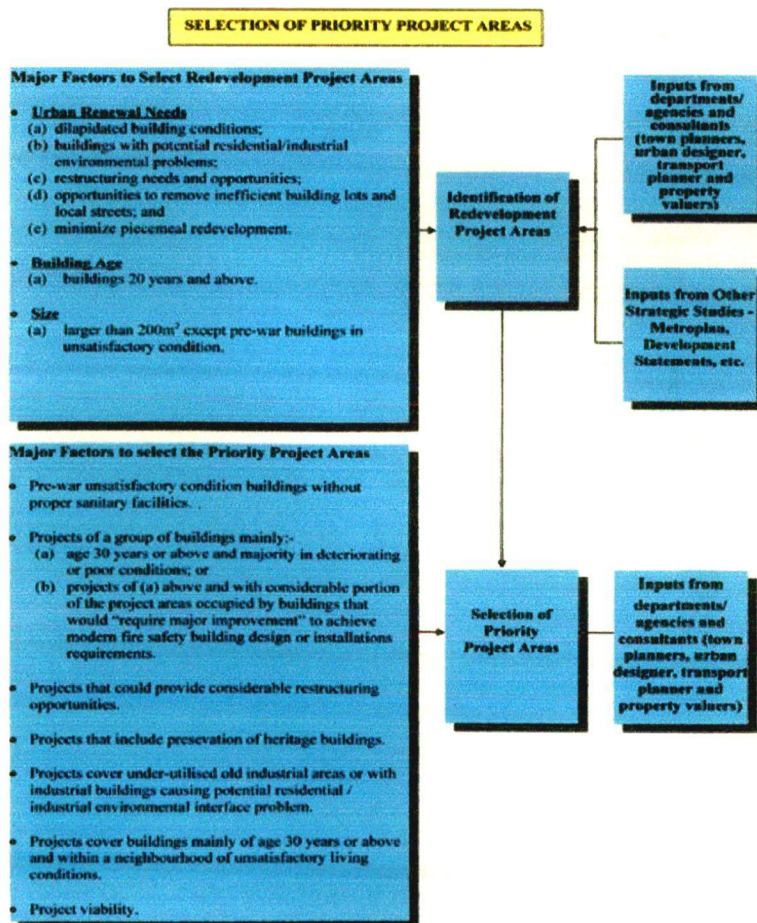 SELECTION OF PRIORITY PROJECT AREAS
Major Factors to Select Redevelopment Project Areas
• Urban Renewal Needs
(a) dilapidated building conditions;
(b) buildings with potential residential/industrial
environmental problems;
(c) restructuring needs and opportunities;
(d) opportunities to remove inefficient building lots and
local streets; and
(e) minimize piecemeal redevelopment.
• Building Age
(a) buildings 20 years and above.
• Size
(a) larger than 200m² except pre-war buildings in
unsatisfactory condition.
Identification of
Redevelopment
Project Areas
Inputs from
departments/
agencies and
consultants
(town planners,
urban designer,
transport
planner and
property
valuers)
Inputs from Other
Strategic Studies -
Metroplan,
Development
Statements, etc.
Major Factors to select the Priority Project Areas
• Pre-war unsatisfactory condition buildings without
proper sanitary facilities. .
• Projects of a group of buildings mainly:-
(a) age 30 years or above and majority in deteriorating
or poor conditions; or
(b) projects of (a) above and with considerable portion
of the project areas occupied by buildings that
would “require major improvement” to achieve
modern fire safety building design or installations
requirements.
• Projects that could provide considerable restructuring
opportunities.
• Projects that include presevation of heritage buildings.
• Projects cover under-utilised old industrial areas or with
industrial buildings causing potential residential /
industrial environmental interface problem.
• Projects cover buildings mainly of age 30 years or above
and within a neighbourhood of unsatisfactory living
conditions.
• Project viability.
Selection of
Priority
Project Areas
Inputs from
departments/
agencies and
consultants (town
planners, urban
designer, transport
planner and
property valuers)